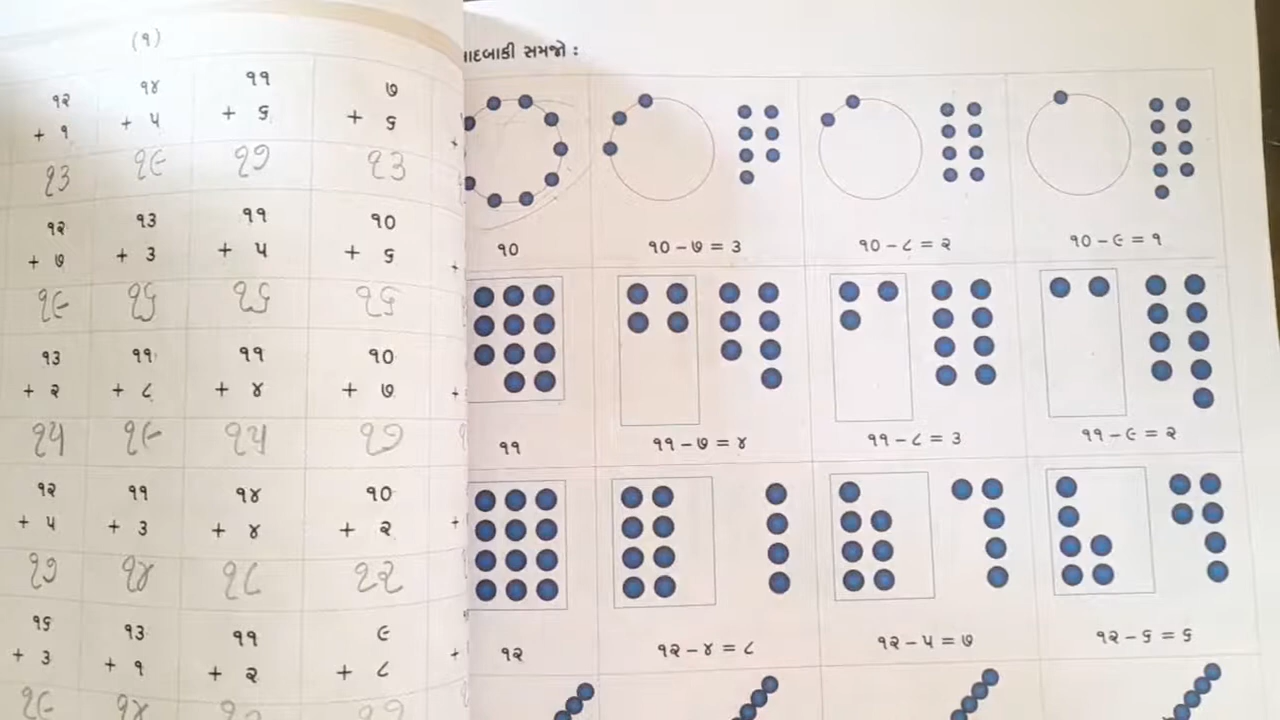 (૧)
૧૨ ૧૪ ૧૧ ૭
+ ૧ + ૫ + ૬ + ૬
૧૩ ૧૯ ૧૭ ૧૩
૧૨ ૧૩ ૧૧ ૧૦
+ ૭ + ૩ + ૫ + ૬
૧૯ ૧૬ ૧૬ ૧૬
૧૩ ૧૧ ૧૧ ૧૦
+ ૨ + ૮ + ૪ + ૭
૧૫ ૧૯ ૧૫ ૧૭
૧૨ ૧૧ ૧૪ ૧૦
+ ૫ + ૩ + ૪ + ૨
૧૭ ૧૪ ૧૮ ૧૨
૧૬ ૧૩ ૧૧ ૯
+ ૩ + ૧ + ૨ + ૮
૧૯ ૧૪
બાદબાકી સમજો :
૧૦ ૧૦ – ૭ = ૩ ૧૦ – ૮ = ૨ ૧૦ – ૯ = ૧
૧૧ ૧૧ – ૭ = ૪ ૧૧ – ૮ = ૩ ૧૧ – ૯ = ૨
૧૨ ૧૨ – ૪ = ૮ ૧૨ – ૫ = ૭ ૧૨ – ૬ = ૬